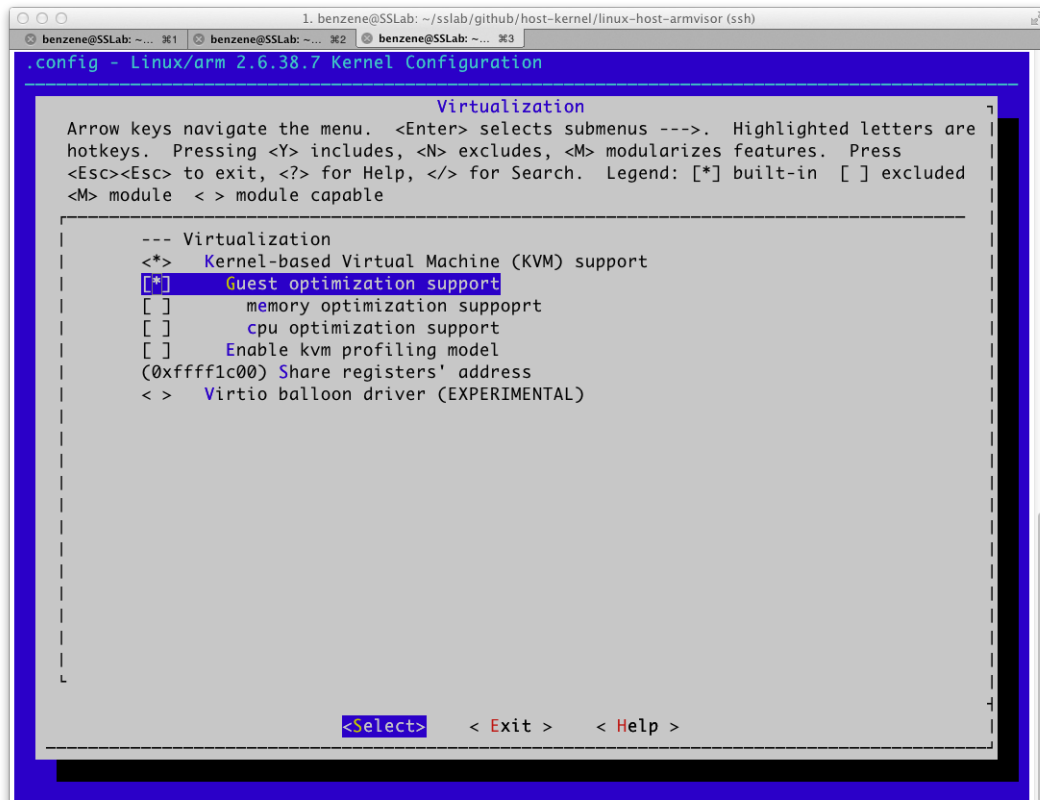 1. benzene@SSLab: ~/sslab/github/host-kernel/linux-host-armvisor (ssh)
benzene@SSLab: ~... ⌘1 benzene@SSLab: ~... ⌘2 benzene@SSLab: ~... ⌘3
.config - Linux/arm 2.6.38.7 Kernel Configuration
Virtualization
Arrow keys navigate the menu. <Enter> selects submenus --->. Highlighted letters are
hotkeys. Pressing <Y> includes, <N> excludes, <M> modularizes features. Press
<Esc><Esc> to exit, <?> for Help, </> for Search. Legend: [*] built-in [ ] excluded
<M> module < > module capable
--- Virtualization
<*> Kernel-based Virtual Machine (KVM) support
[*] Guest optimization support
[ ] memory optimization suppoprt
[ ] cpu optimization support
[ ] Enable kvm profiling model
(0xffff1c00) Share registers' address
< > Virtio balloon driver (EXPERIMENTAL)
<Select> < Exit > < Help >